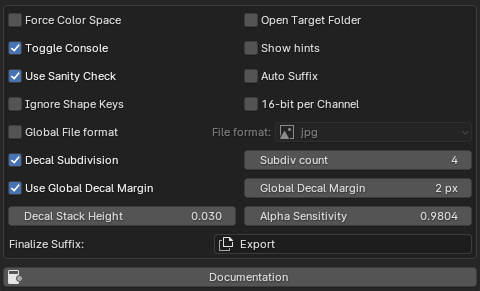 Force Color Space Open Target Folder
Toggle Console Show hints
Use Sanity Check Auto Suffix
Ignore Shape Keys 16-bit per Channel
Global File format File format: jpg
Decal Subdivision Subdiv count 4
Use Global Decal Margin Global Decal Margin 2 px
Decal Stack Height 0.030 Alpha Sensitivity 0.9804
Finalize Suffix: Export
Documentation